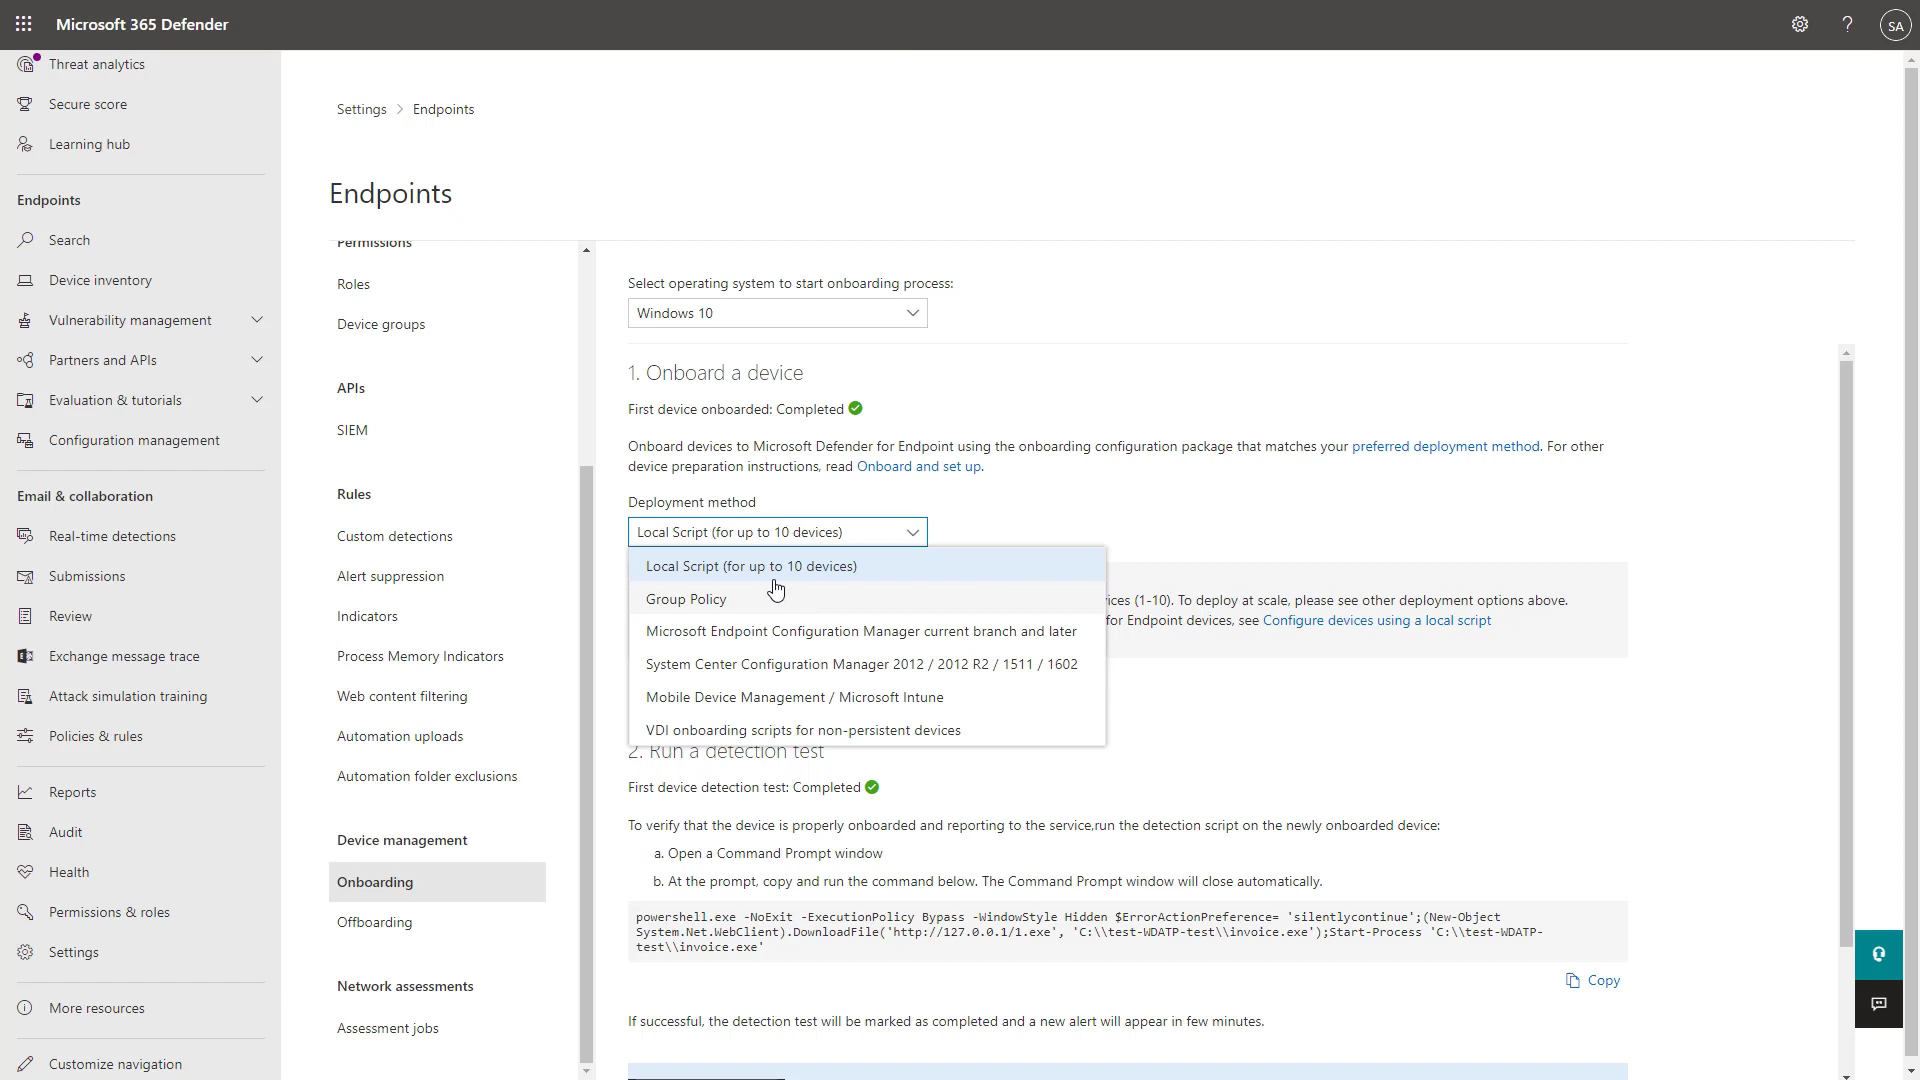 Microsoft 365 Defender
?
SA
Threat analytics
Secure score
Learning hub
Endpoints
Search
Device inventory
Vulnerability management
Partners and APIs
Evaluation & tutorials
Configuration management
Email & collaboration
Real-time detections
Submissions
Review
Exchange message trace
Attack simulation training
Policies & rules
Reports
Audit
Health
Permissions & roles
Settings
More resources
Customize navigation
Settings > Endpoints
Endpoints
Permissions
Roles
Device groups
APIs
SIEM
Rules
Custom detections
Alert suppression
Indicators
Process Memory Indicators
Web content filtering
Automation uploads
Automation folder exclusions
Device management
Onboarding
Offboarding
Network assessments
Assessment jobs
Select operating system to start onboarding process:
Windows 10
1. Onboard a device
First device onboarded: Completed
Onboard devices to Microsoft Defender for Endpoint using the onboarding configuration package that matches your preferred deployment method. For other
device preparation instructions, read Onboard and set up.
Deployment method
Local Script (for up to 10 devices)
Local Script (for up to 10 devices)
Group Policy
Microsoft Endpoint Configuration Manager current branch and later
System Center Configuration Manager 2012 / 2012 R2 / 1511 / 1602
Mobile Device Management / Microsoft Intune
VDI onboarding scripts for non-persistent devices
ices (1-10). To deploy at scale, please see other deployment options above.
for Endpoint devices, see Configure devices using a local script
2. Run a detection test
First device detection test: Completed
To verify that the device is properly onboarded and reporting to the service,run the detection script on the newly onboarded device:
a. Open a Command Prompt window
b. At the prompt, copy and run the command below. The Command Prompt window will close automatically.
powershell.exe -NoExit -ExecutionPolicy Bypass -WindowStyle Hidden $ErrorActionPreference= 'silentlycontinue';(New-Object
System.Net.WebClient).DownloadFile('http://127.0.0.1/1.exe', 'C:\\test-WDATP-test\\invoice.exe');Start-Process 'C:\\test-WDATP-
test\\invoice.exe'
Copy
If successful, the detection test will be marked as completed and a new alert will appear in few minutes.